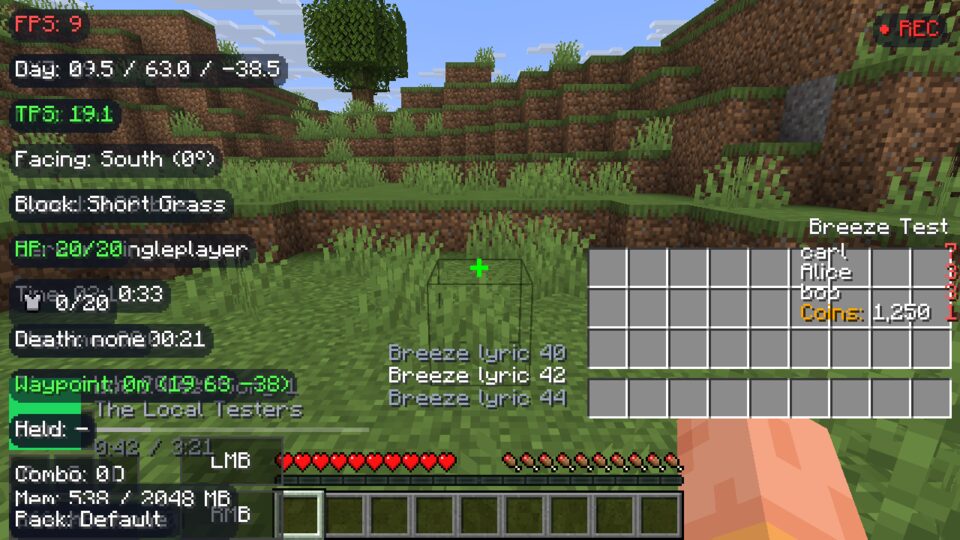 FPS: 9
REC
Day: 09.5 / 63.0 / -38.5
TPS: 19.1
Facing: South (0°)
Block: Short Grass
Breeze Test
HP: 20/20 ingleplayer
carl 7
Alice 3
bob
Coins: 1,250 1
0:33
0/20
Death: none 00:21
Breeze lyric 40
Breeze lyric 42
Breeze lyric 44
Waypoint: 0m (19 63 -38)
The Local Testers
Held: -
0:42 / 3:21
LMB
Combo: 0
Mem: 538 / 2048 MB
RMB
Pack: Default